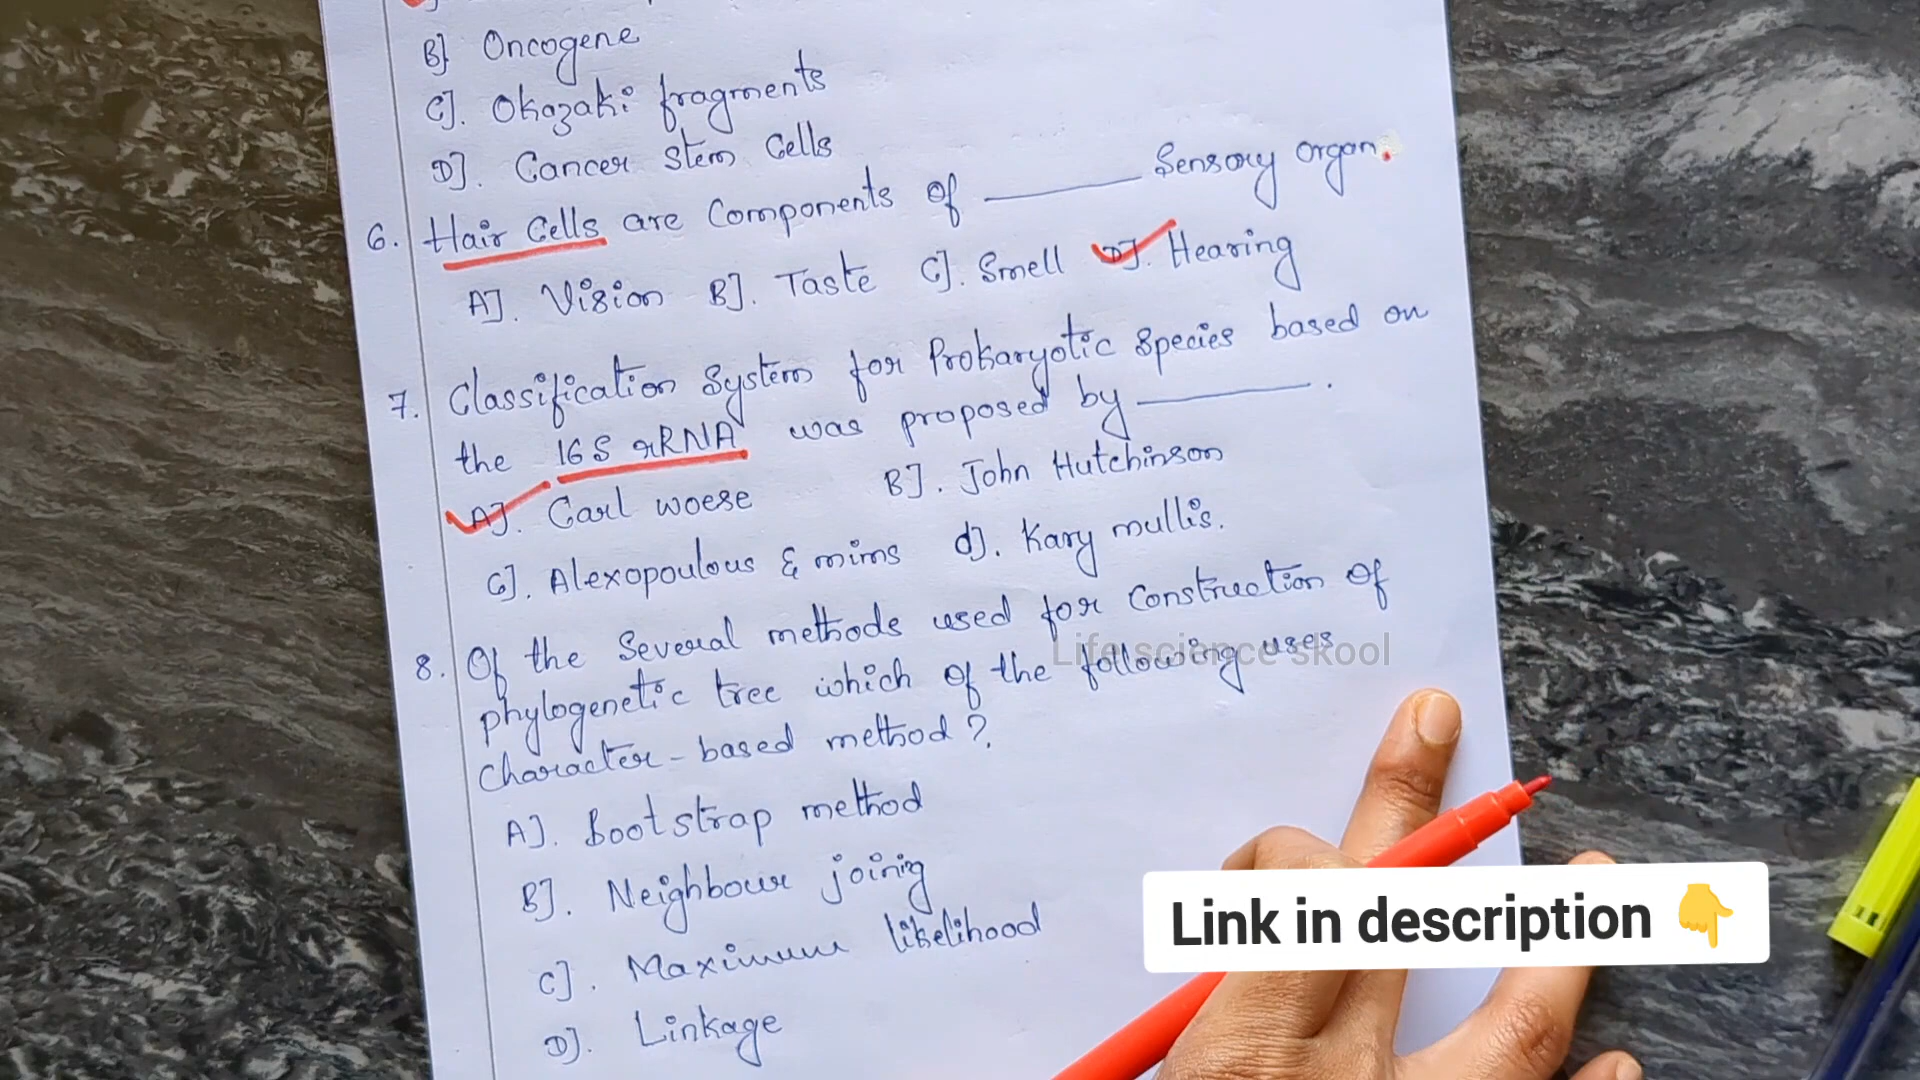 B]. Oncogene
C]. Okazaki fragments
D]. Cancer Stem Cells
6. Hair Cells are Components of ______ Sensory Organ.
A]. Vision B]. Taste C]. Smell D]. Hearing
7. Classification System for Prokaryotic Species based on
the 16S rRNA was proposed by ______.
A]. Carl woese B]. John Hutchinson
C]. Alexopoulous & mims d]. Kary mullis.
8. Of the Several methods used for Construction of
phylogenetic tree which of the following uses
Character-based method?
Life science skool
A]. Bootstrap method
B]. Neighbour joining
C]. Maximum likelihood
D]. Linkage
Link in description 👇